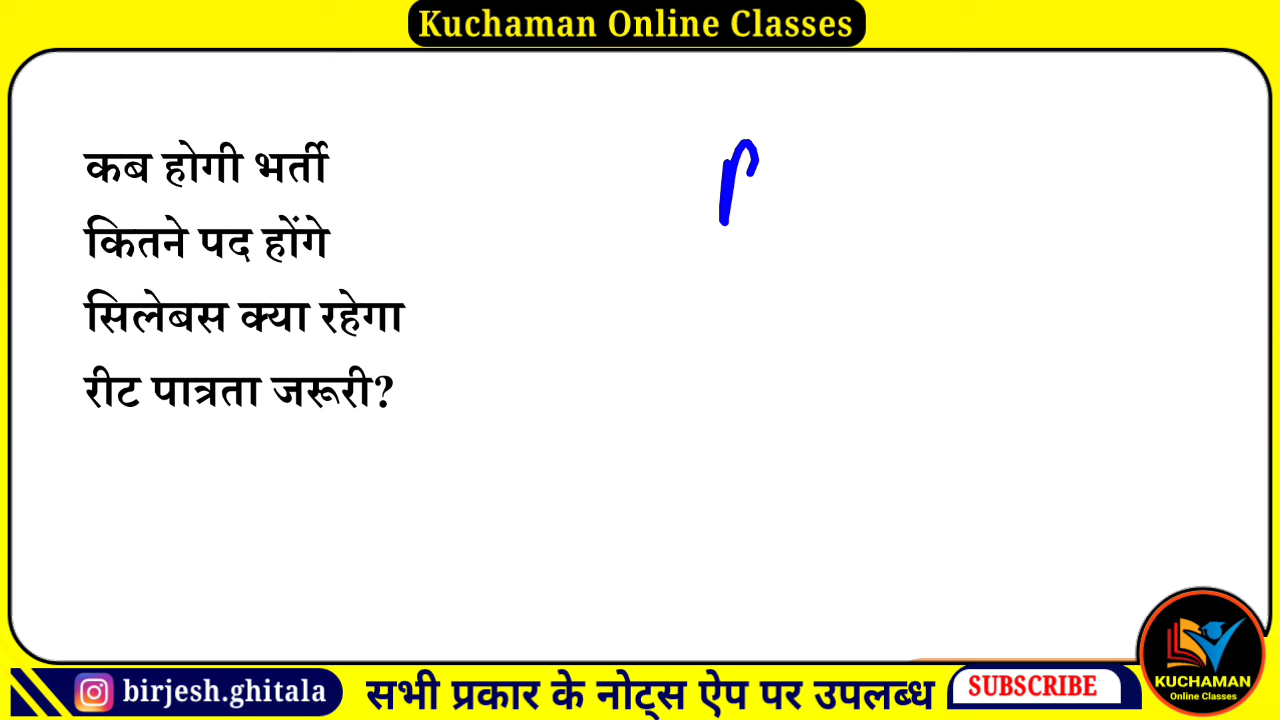 Kuchaman Online Classes
कब होगी भर्ती
कितने पद होंगे
सिलेबस क्या रहेगा
रीट पात्रता जरूरी?
birjesh.ghitala
सभी प्रकार के नोट्स ऐप पर उपलब्ध
SUBSCRIBE
KUCHAMAN
Online Classes